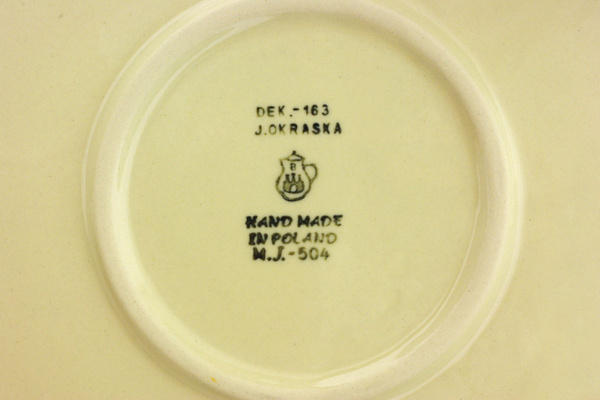 DEK.-163
J.OKRASKA
B
HAND MADE
IN POLAND
M.J.-504